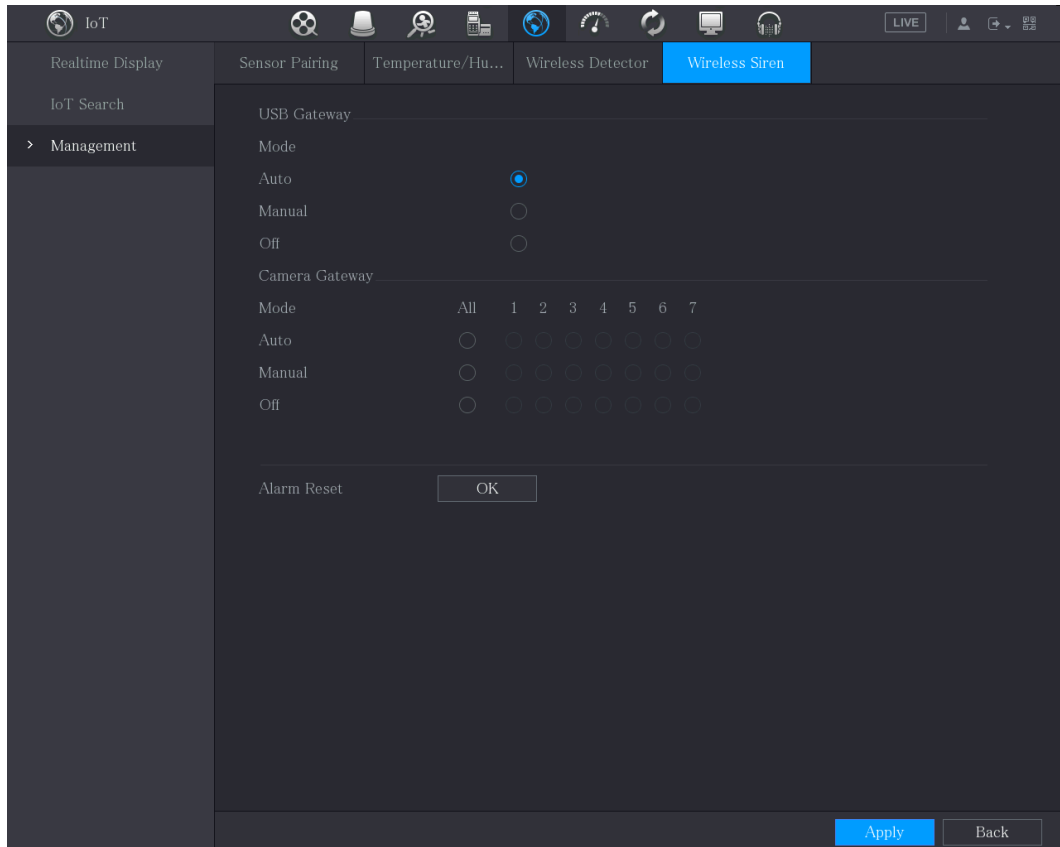 IoT LIVE
Realtime Display
IoT Search
Management
Sensor Pairing Temperature/Hu... Wireless Detector Wireless Siren
USB Gateway
Mode
Auto
Manual
Off
Camera Gateway
Mode All 1 2 3 4 5 6 7
Auto
Manual
Off
Alarm Reset OK
Apply Back